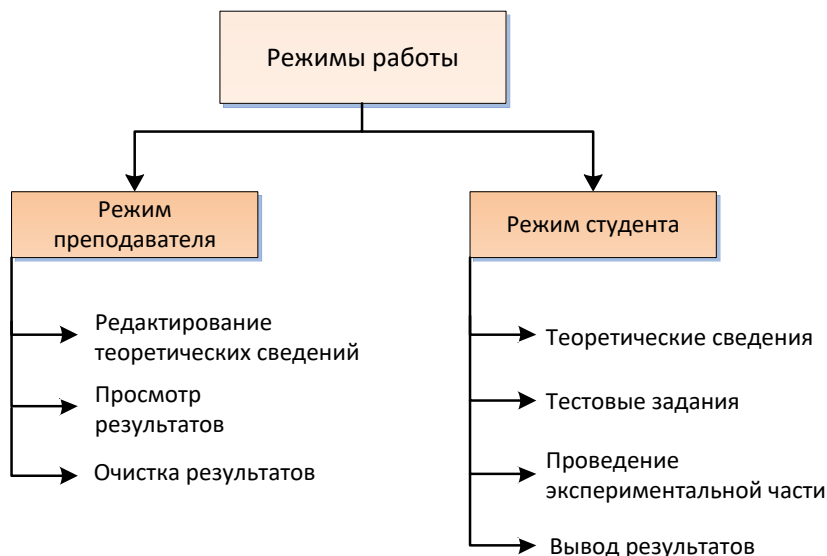 Режимы работы
Режим
преподавателя
Редактирование
теоретических сведений
Просмотр
результатов
Очистка результатов
Режим студента
Теоретические сведения
Тестовые задания
Проведение
экспериментальной части
Вывод результатов